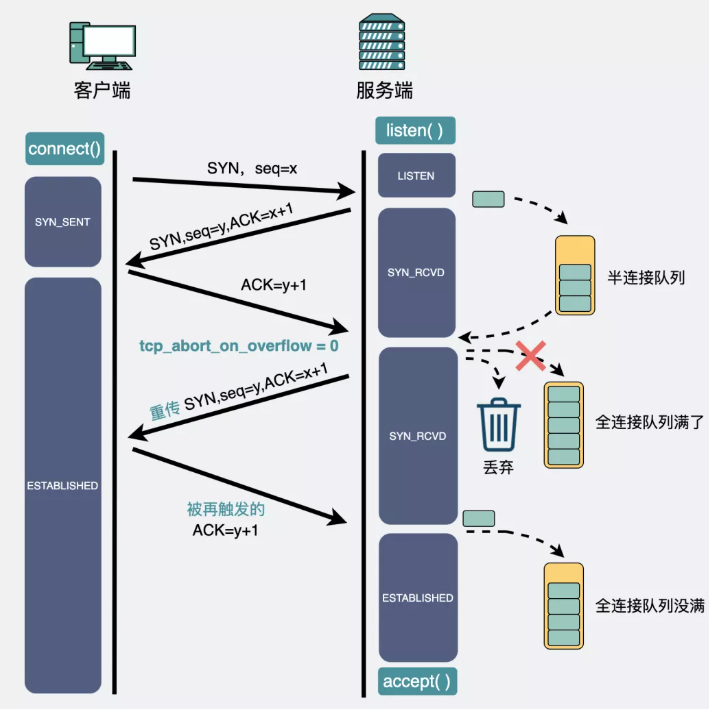 客户端
服务端
listen( )
connect()
SYN，seq=x
LISTEN
SYN_SENT
SYN,seq=y,ACK=x+1
SYN_RCVD
半连接队列
ACK=y+1
tcp_abort_on_overflow = 0
重传 SYN,seq=y,ACK=x+1
全连接队列满了
SYN_RCVD
丢弃
ESTABLISHED
被再触发的
ACK=y+1
ESTABLISHED
全连接队列没满
accept( )